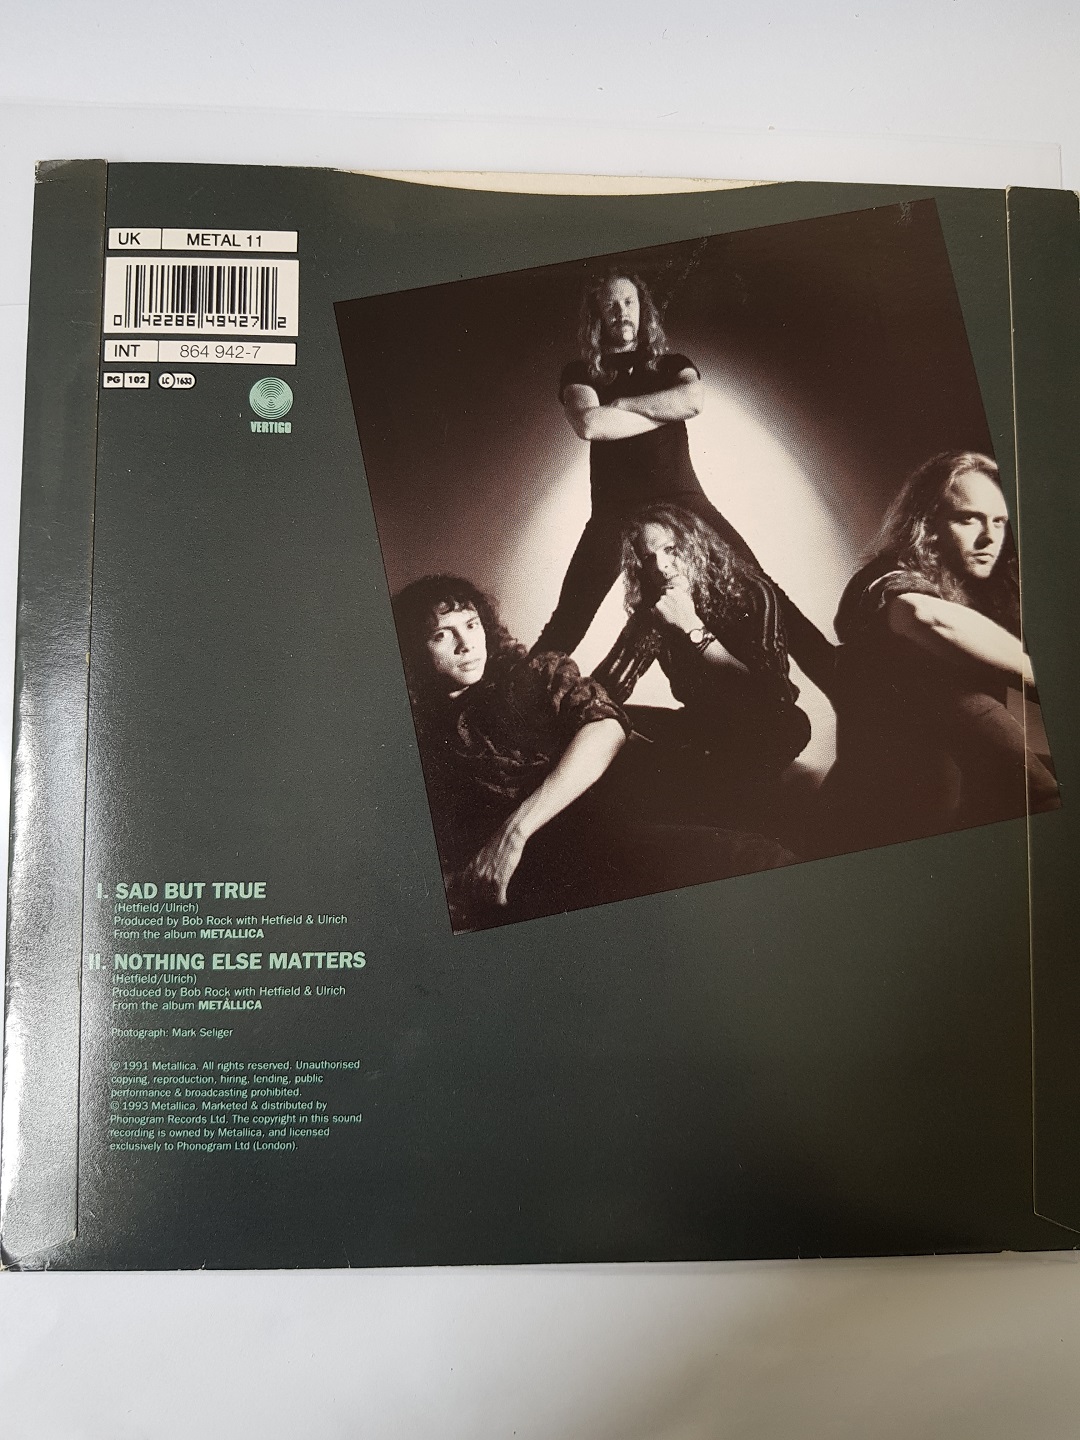 UK METAL 11
0 42286 49427 2
INT 864 942-7
PG 102 LC 1633
VERTIGO
I. SAD BUT TRUE
(Hetfield/Ulrich)
Produced by Bob Rock with Hetfield & Ulrich
From the album METALLICA
II. NOTHING ELSE MATTERS
(Hetfield/Ulrich)
Produced by Bob Rock with Hetfield & Ulrich
From the album METALLICA
Photograph: Mark Seliger
℗ 1991 Metallica. All rights reserved. Unauthorised
copying, reproduction, hiring, lending, public
performance & broadcasting prohibited.
© 1993 Metallica. Marketed & distributed by
Phonogram Records Ltd. The copyright in this sound
recording is owned by Metallica, and licensed
exclusively to Phonogram Ltd (London).